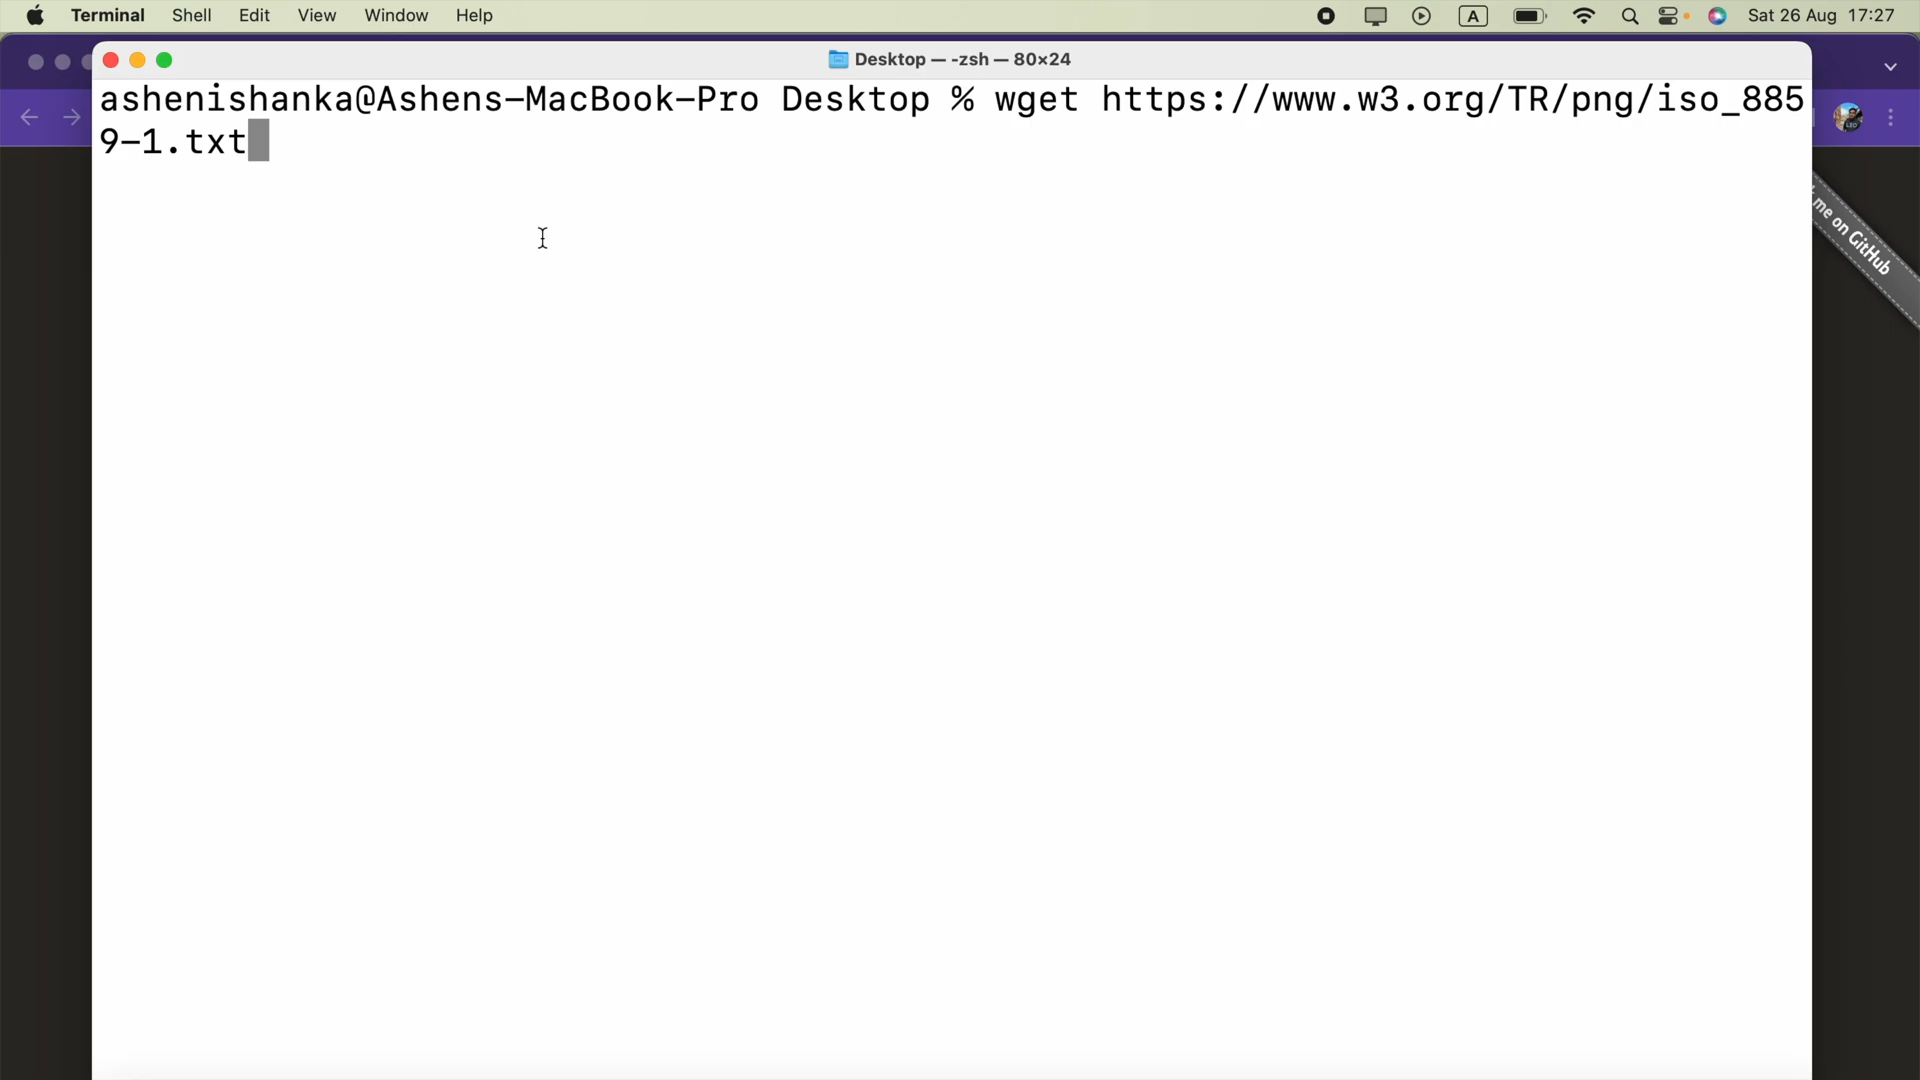 Terminal Shell Edit View Window Help A Sat 26 Aug 17:27
Desktop — -zsh — 80×24
ashenishanka@Ashens-MacBook-Pro Desktop % wget https://www.w3.org/TR/png/iso_885
9-1.txt
me on GitHub